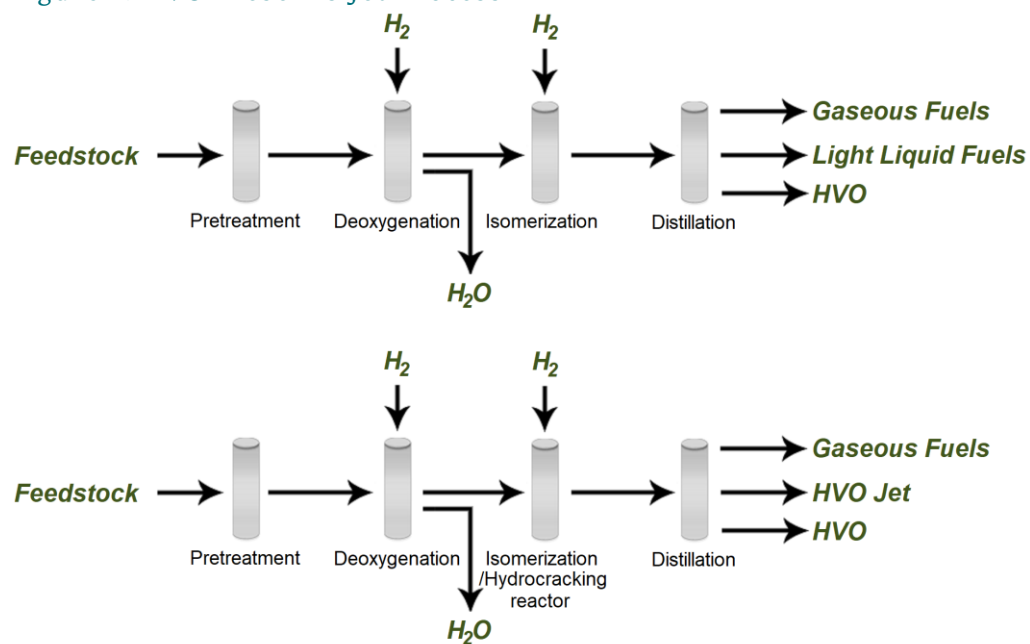 H2
H2
Gaseous Fuels
Feedstock
Light Liquid Fuels
HVO
Pretreatment
Deoxygenation
Isomerization
Distillation
H2O
H2
H2
Gaseous Fuels
Feedstock
HVO Jet
HVO
Pretreatment
Deoxygenation
Isomerization
/Hydrocracking
reactor
Distillation
H2O